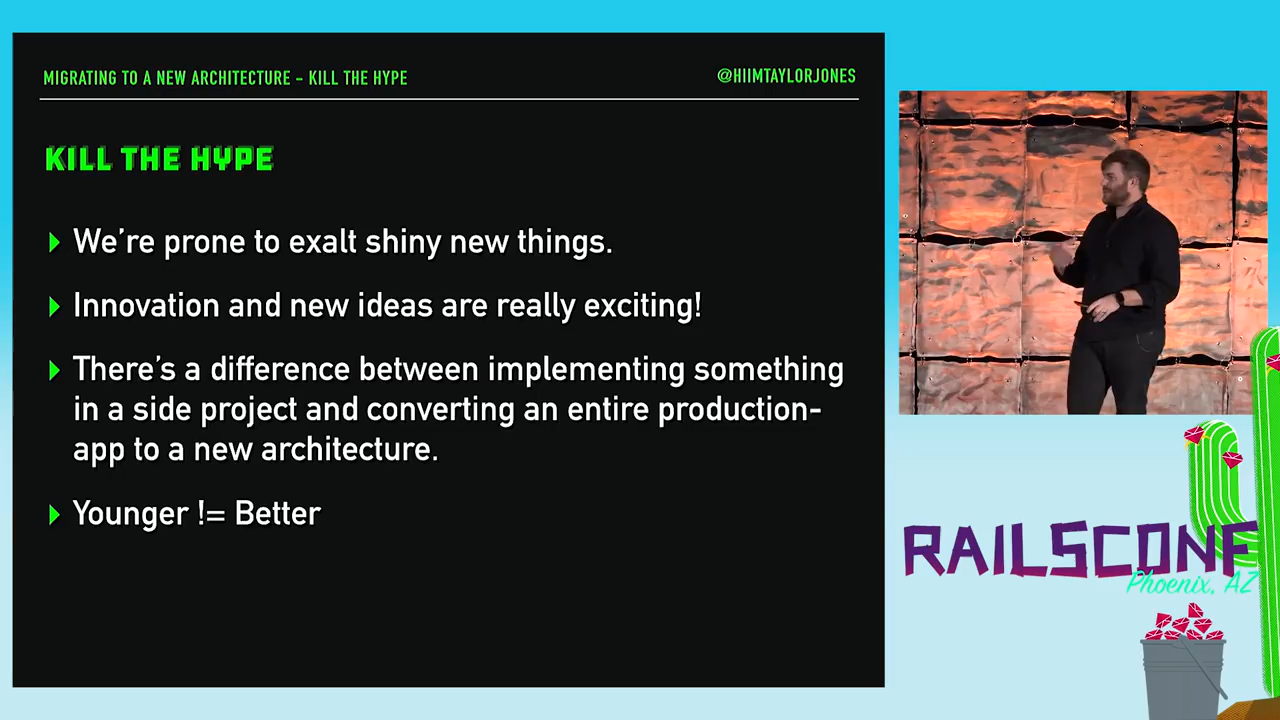 MIGRATING TO A NEW ARCHITECTURE – KILL THE HYPE
@HIIMTAYLORJONES
KILL THE HYPE
We're prone to exalt shiny new things.
Innovation and new ideas are really exciting!
There's a difference between implementing something
in a side project and converting an entire production-
app to a new architecture.
Younger != Better
RAILSCONF
Phoenix, AZ